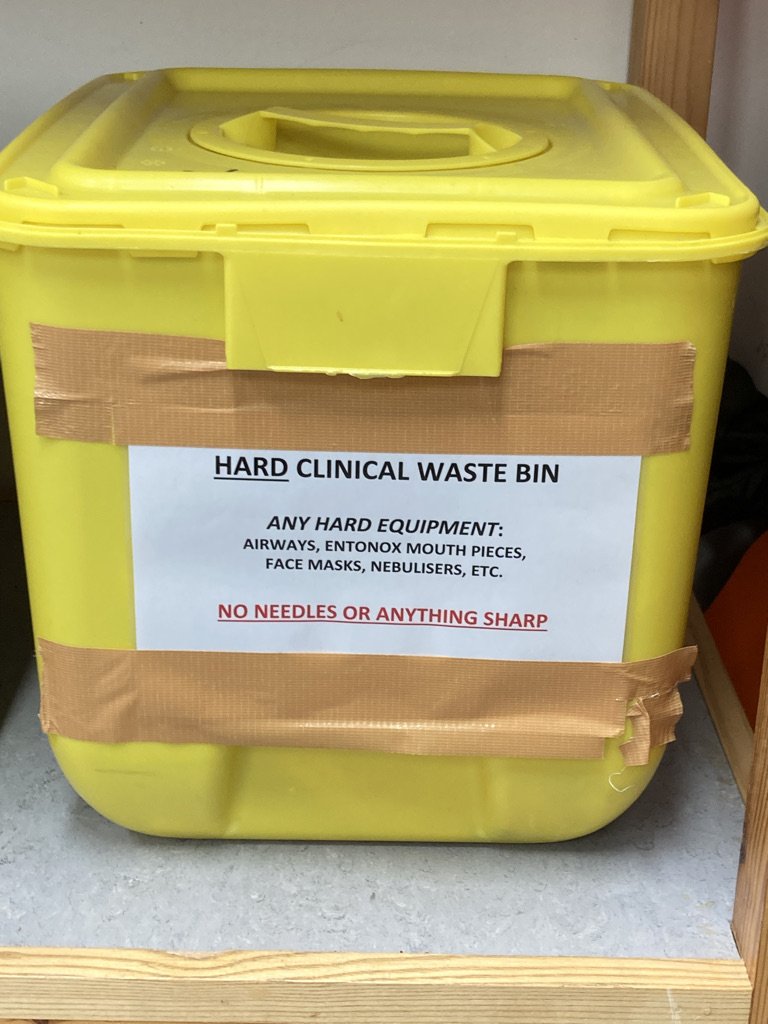 HARD CLINICAL WASTE BIN
ANY HARD EQUIPMENT:
AIRWAYS, ENTONOX MOUTH PIECES,
FACE MASKS, NEBULISERS, ETC.
NO NEEDLES OR ANYTHING SHARP